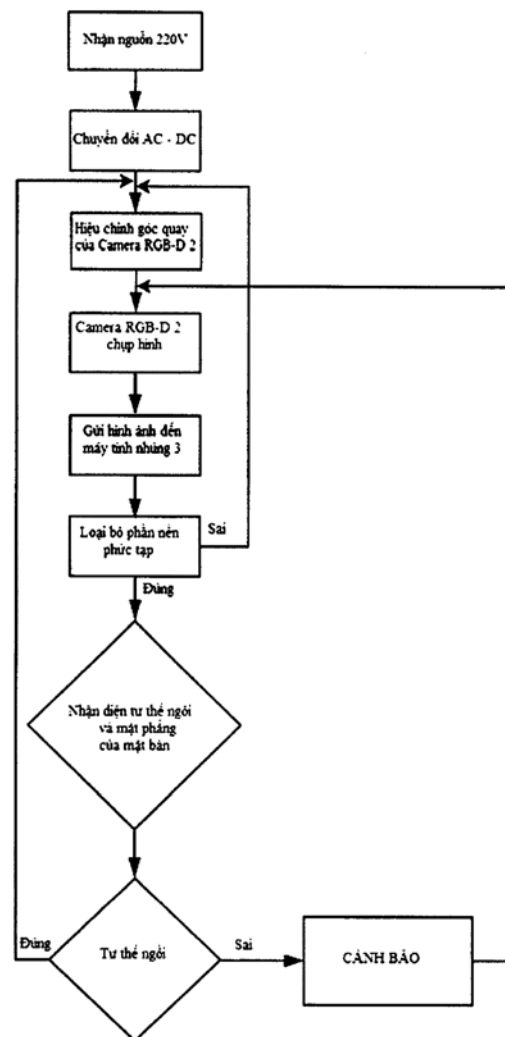 Nhận nguồn 220V
Chuyển đổi AC - DC
Hiệu chỉnh góc quay
của Camera RGB-D 2
Camera RGB-D 2
chụp hình
Gửi hình ảnh đến
máy tính nhúng 3
Loại bỏ phần nền
phức tạp
Sai
Đúng
Nhận diện tư thế ngồi
và mặt phẳng
của mặt bàn
Đúng
Tư thế ngồi
Sai
CẢNH BÁO